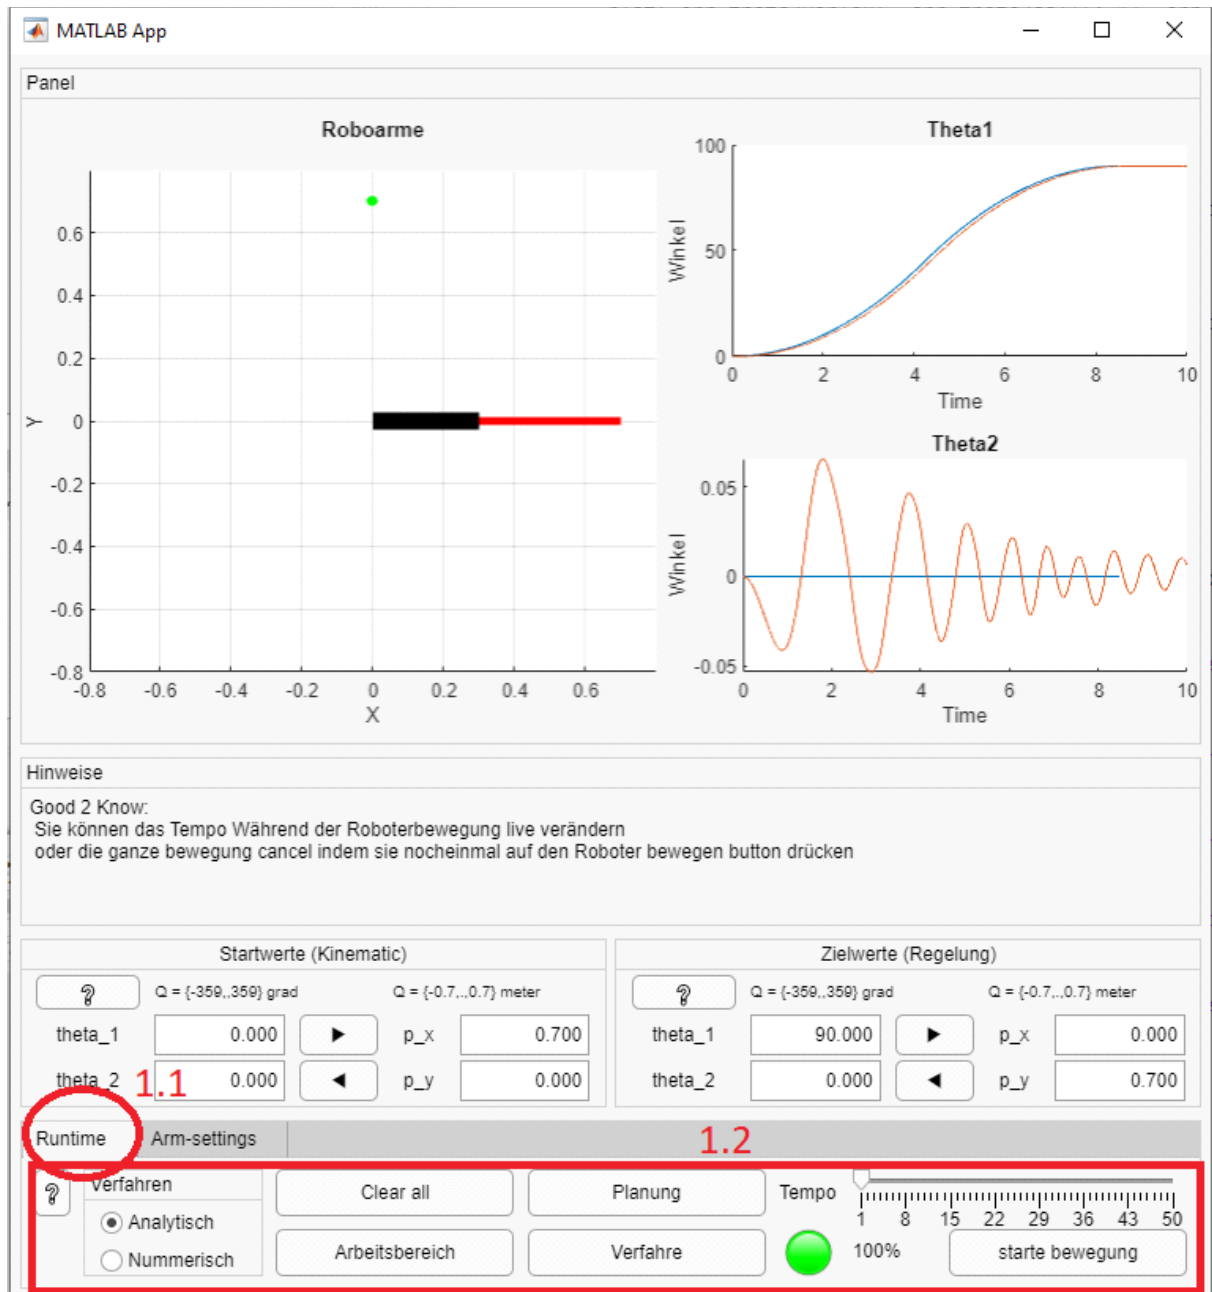 MATLAB App
Panel
Roboarme
0.6
0.4
0.2
0
-0.2
-0.4
-0.6
-0.8
Y
-0.8 -0.6 -0.4 -0.2 0 0.2 0.4 0.6
X
Theta1
100
50
0
Winkel
0 2 4 6 8 10
Time
Theta2
0.05
0
-0.05
Winkel
0 2 4 6 8 10
Time
Hinweise
Good 2 Know:
Sie können das Tempo Während der Roboterbewegung live verändern
oder die ganze bewegung cancel indem sie nocheinmal auf den Roboter bewegen button drücken
Startwerte (Kinematic)
? Q = {-359,,359} grad Q = {-0.7,..,0.7} meter
theta_1 0.000 p_x 0.700
theta_2 0.000 p_y 0.000
Zielwerte (Regelung)
? Q = {-359,,359} grad Q = {-0.7,..,0.7} meter
theta_1 90.000 p_x 0.000
theta_2 0.000 p_y 0.700
1.1
Runtime Arm-settings
1.2
?
Verfahren
Analytisch
Nummerisch
Clear all
Arbeitsbereich
Planung
Verfahre
Tempo
1 8 15 22 29 36 43 50
100%
starte bewegung